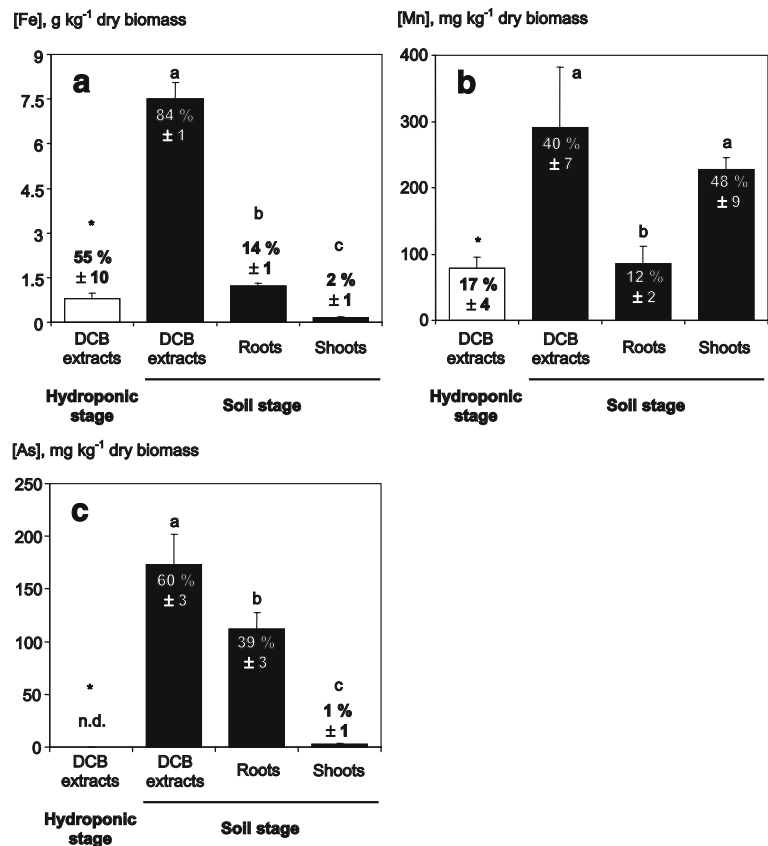 [Fe], g kg-1 dry biomass
9
7.5
6
4.5
3
1.5
0
a
a
84 %
± 1
*
55 %
± 10
b
14 %
± 1
c
2 %
± 1
DCB
extracts
DCB
extracts
Roots
Shoots
Hydroponic
stage
Soil stage
[Mn], mg kg-1 dry biomass
400
300
200
100
0
b
a
40 %
± 7
a
48 %
± 9
*
17 %
± 4
b
12 %
± 2
DCB
extracts
DCB
extracts
Roots
Shoots
Hydroponic
stage
Soil stage
[As], mg kg-1 dry biomass
250
200
150
100
50
0
c
a
60 %
± 3
b
39 %
± 3
*
n.d.
c
1 %
± 1
DCB
extracts
DCB
extracts
Roots
Shoots
Hydroponic
stage
Soil stage